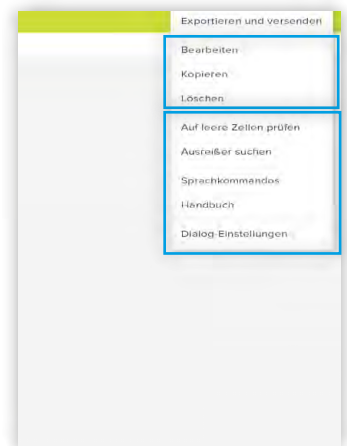 Exportieren und versenden
Bearbeiten
Kopieren
Löschen
Auf leere Zellen prüfen
Ausreißer suchen
Sprachkommandos
Handbuch
Dialog-Einstellungen